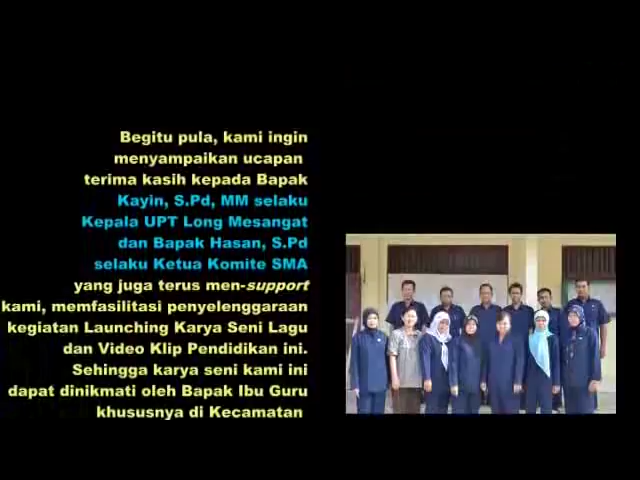 Begitu pula, kami ingin
menyampaikan ucapan
terima kasih kepada Bapak
Kayin, S.Pd, MM selaku
Kepala UPT Long Mesangat
dan Bapak Hasan, S.Pd
selaku Ketua Komite SMA
yang juga terus men-support
kami, memfasilitasi penyelenggaraan
kegiatan Launching Karya Seni Lagu
dan Video Klip Pendidikan ini.
Sehingga karya seni kami ini
dapat dinikmati oleh Bapak Ibu Guru
khususnya di Kecamatan